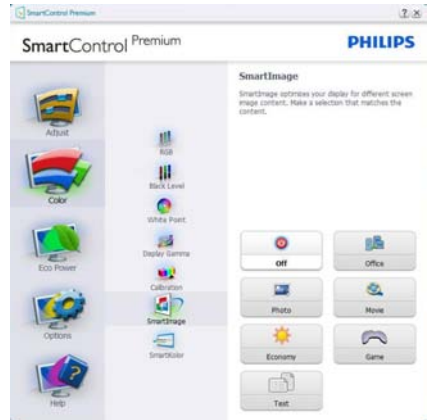 SmartControl Premium
SmartControl Premium
PHILIPS
Adjust
Color
Eco Power
Options
Help
RGB
Black Level
White Point
Display Gamma
Calibration
SmartImage
SmartKolor
SmartImage
SmartImage optimizes your display for different screen
image content. Make a selection that matches the
content.
Off
Office
Photo
Movie
Economy
Game
Text